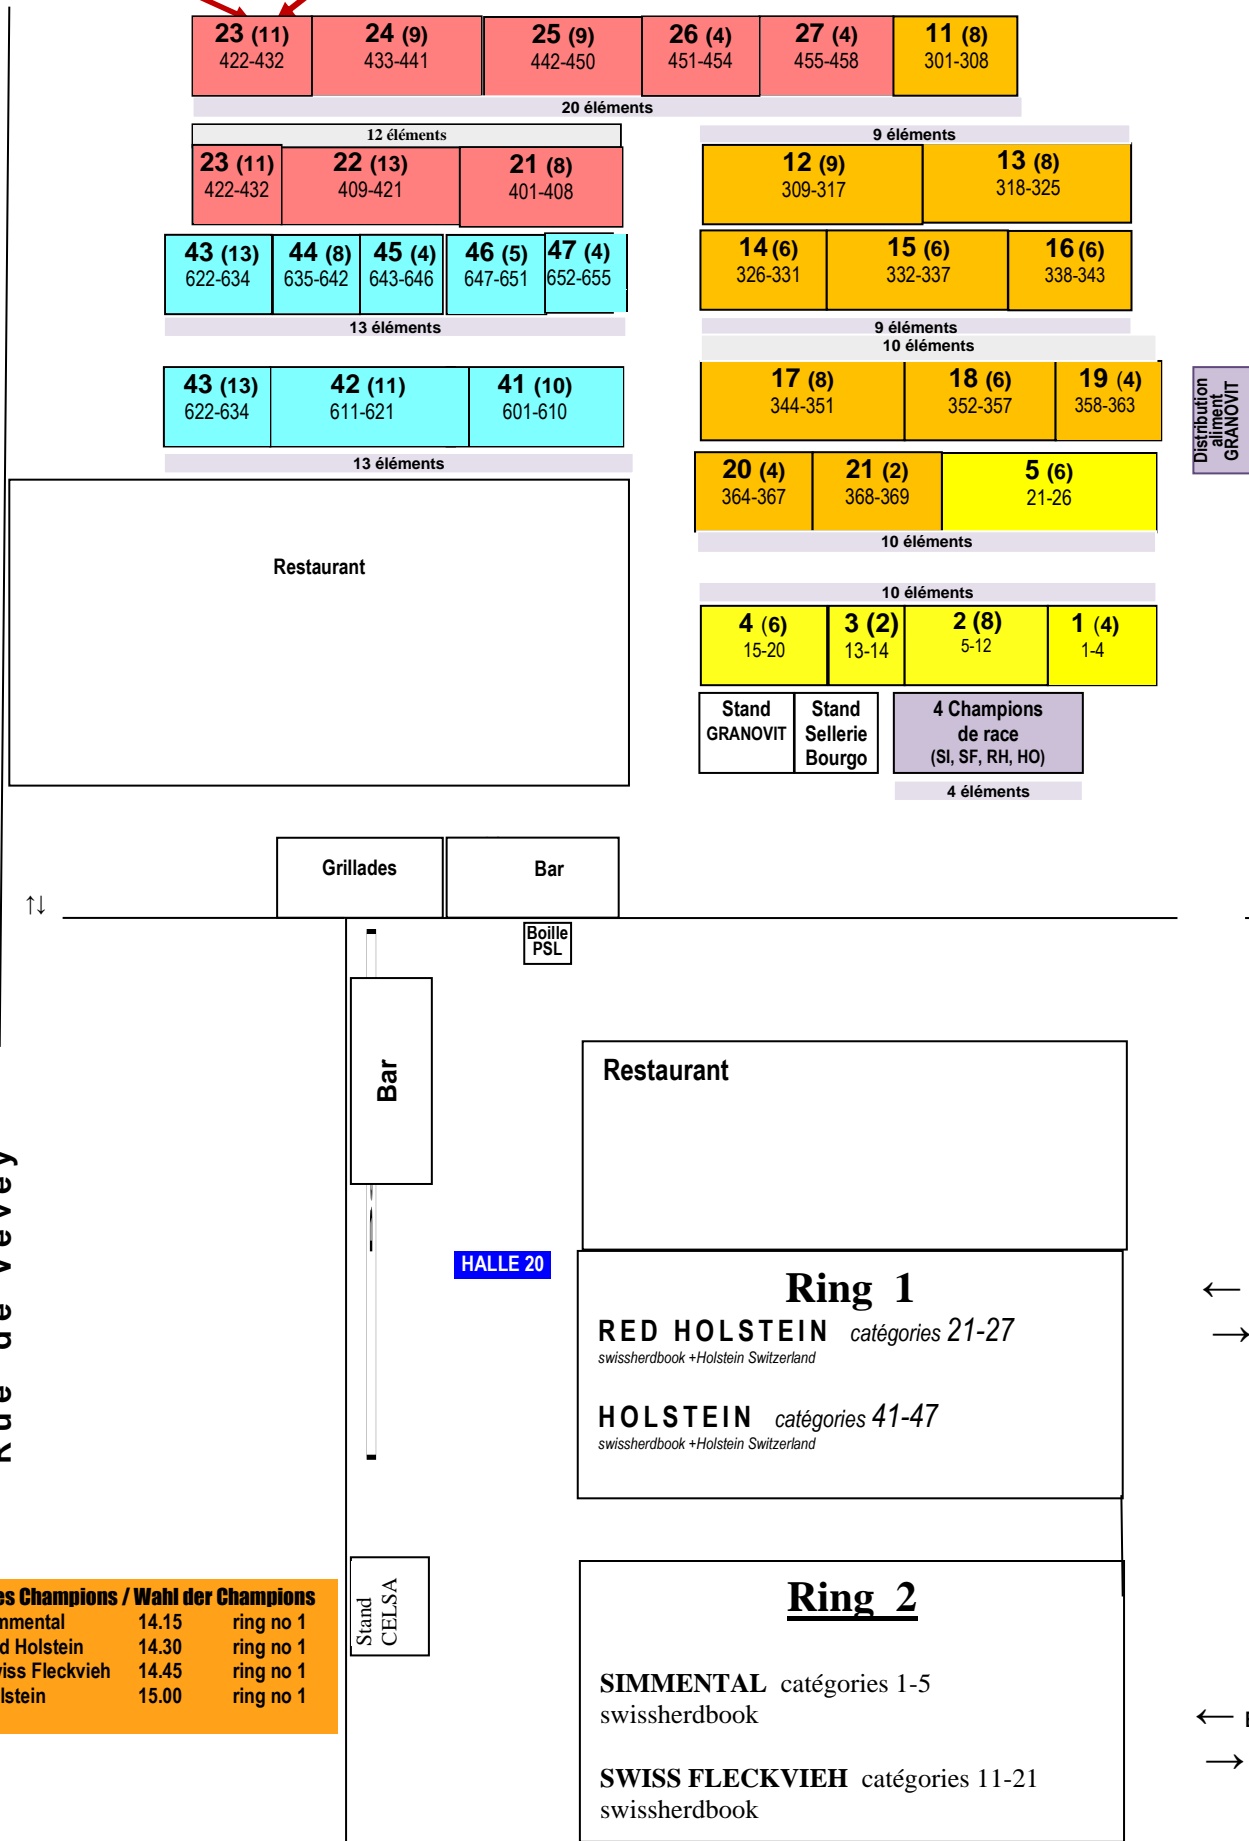 23 (11) 24 (9) 25 (9) 26 (4) 27 (4) 11 (8)
422-432 433-441 442-450 451-454 455-458 301-308
20 éléments
12 éléments
23 (11) 22 (13) 21 (8)
422-432 409-421 401-408
9 éléments
12 (9) 13 (8)
309-317 318-325
43 (13) 44 (8) 45 (4) 46 (5) 47 (4)
622-634 635-642 643-646 647-651 652-655
13 éléments
14 (6) 15 (6) 16 (6)
326-331 332-337 338-343
9 éléments
10 éléments
43 (13) 42 (11) 41 (10)
622-634 611-621 601-610
13 éléments
17 (8) 18 (6) 19 (4)
344-351 352-357 358-363
Distribution
aliment
GRANOVIT
20 (4) 21 (2) 5 (6)
364-367 368-369 21-26
10 éléments
Restaurant
10 éléments
4 (6) 3 (2) 2 (8) 1 (4)
15-20 13-14 5-12 1-4
Stand
GRANOVIT
Stand
Sellerie
Bourgo
4 Champions
de race
(SI, SF, RH, HO)
4 éléments
Grillades
Bar
↑↓
Boille
PSL
Bar
Restaurant
Rue de Vevey
HALLE 20
Ring 1
RED HOLSTEIN catégories 21-27
swissherdbook +Holstein Switzerland
HOLSTEIN catégories 41-47
swissherdbook +Holstein Switzerland
←
→
es Champions / Wahl der Champions
mmental 14.15 ring no 1
d Holstein 14.30 ring no 1
viss Fleckvieh 14.45 ring no 1
lstein 15.00 ring no 1
Stand
CELSA
Ring 2
SIMMENTAL catégories 1-5
swissherdbook
SWISS FLECKVIEH catégories 11-21
swissherdbook
←
→